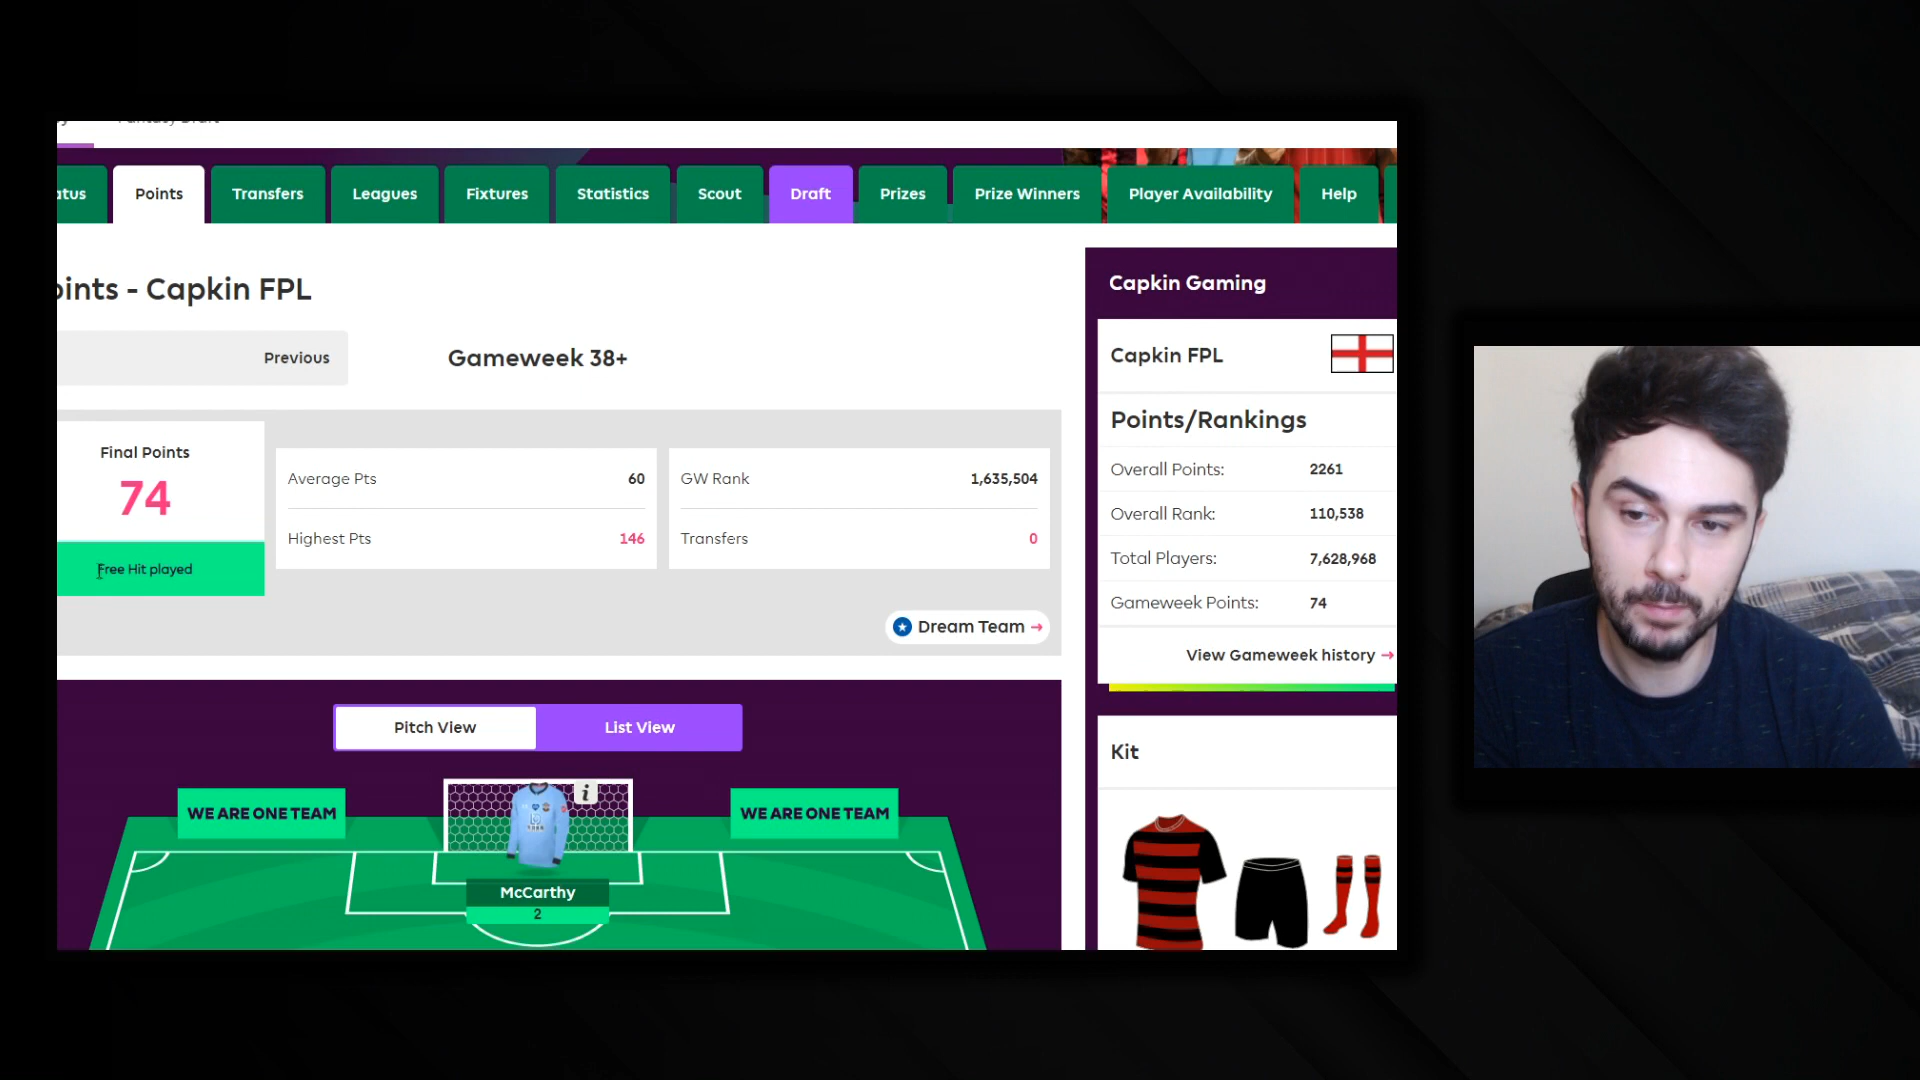 Points
Transfers
Leagues
Fixtures
Statistics
Scout
Draft
Prizes
Prize Winners
Player Availability
Help
- Capkin FPL
Previous
Gameweek 38+
Final Points
74
Free Hit played
Average Pts 60
Highest Pts 146
GW Rank 1,635,504
Transfers 0
Dream Team →
Pitch View
List View
WE ARE ONE TEAM
WE ARE ONE TEAM
i
McCarthy
2
Capkin Gaming
Capkin FPL
Points/Rankings
Overall Points: 2261
Overall Rank: 110,538
Total Players: 7,628,968
Gameweek Points: 74
View Gameweek history →
Kit